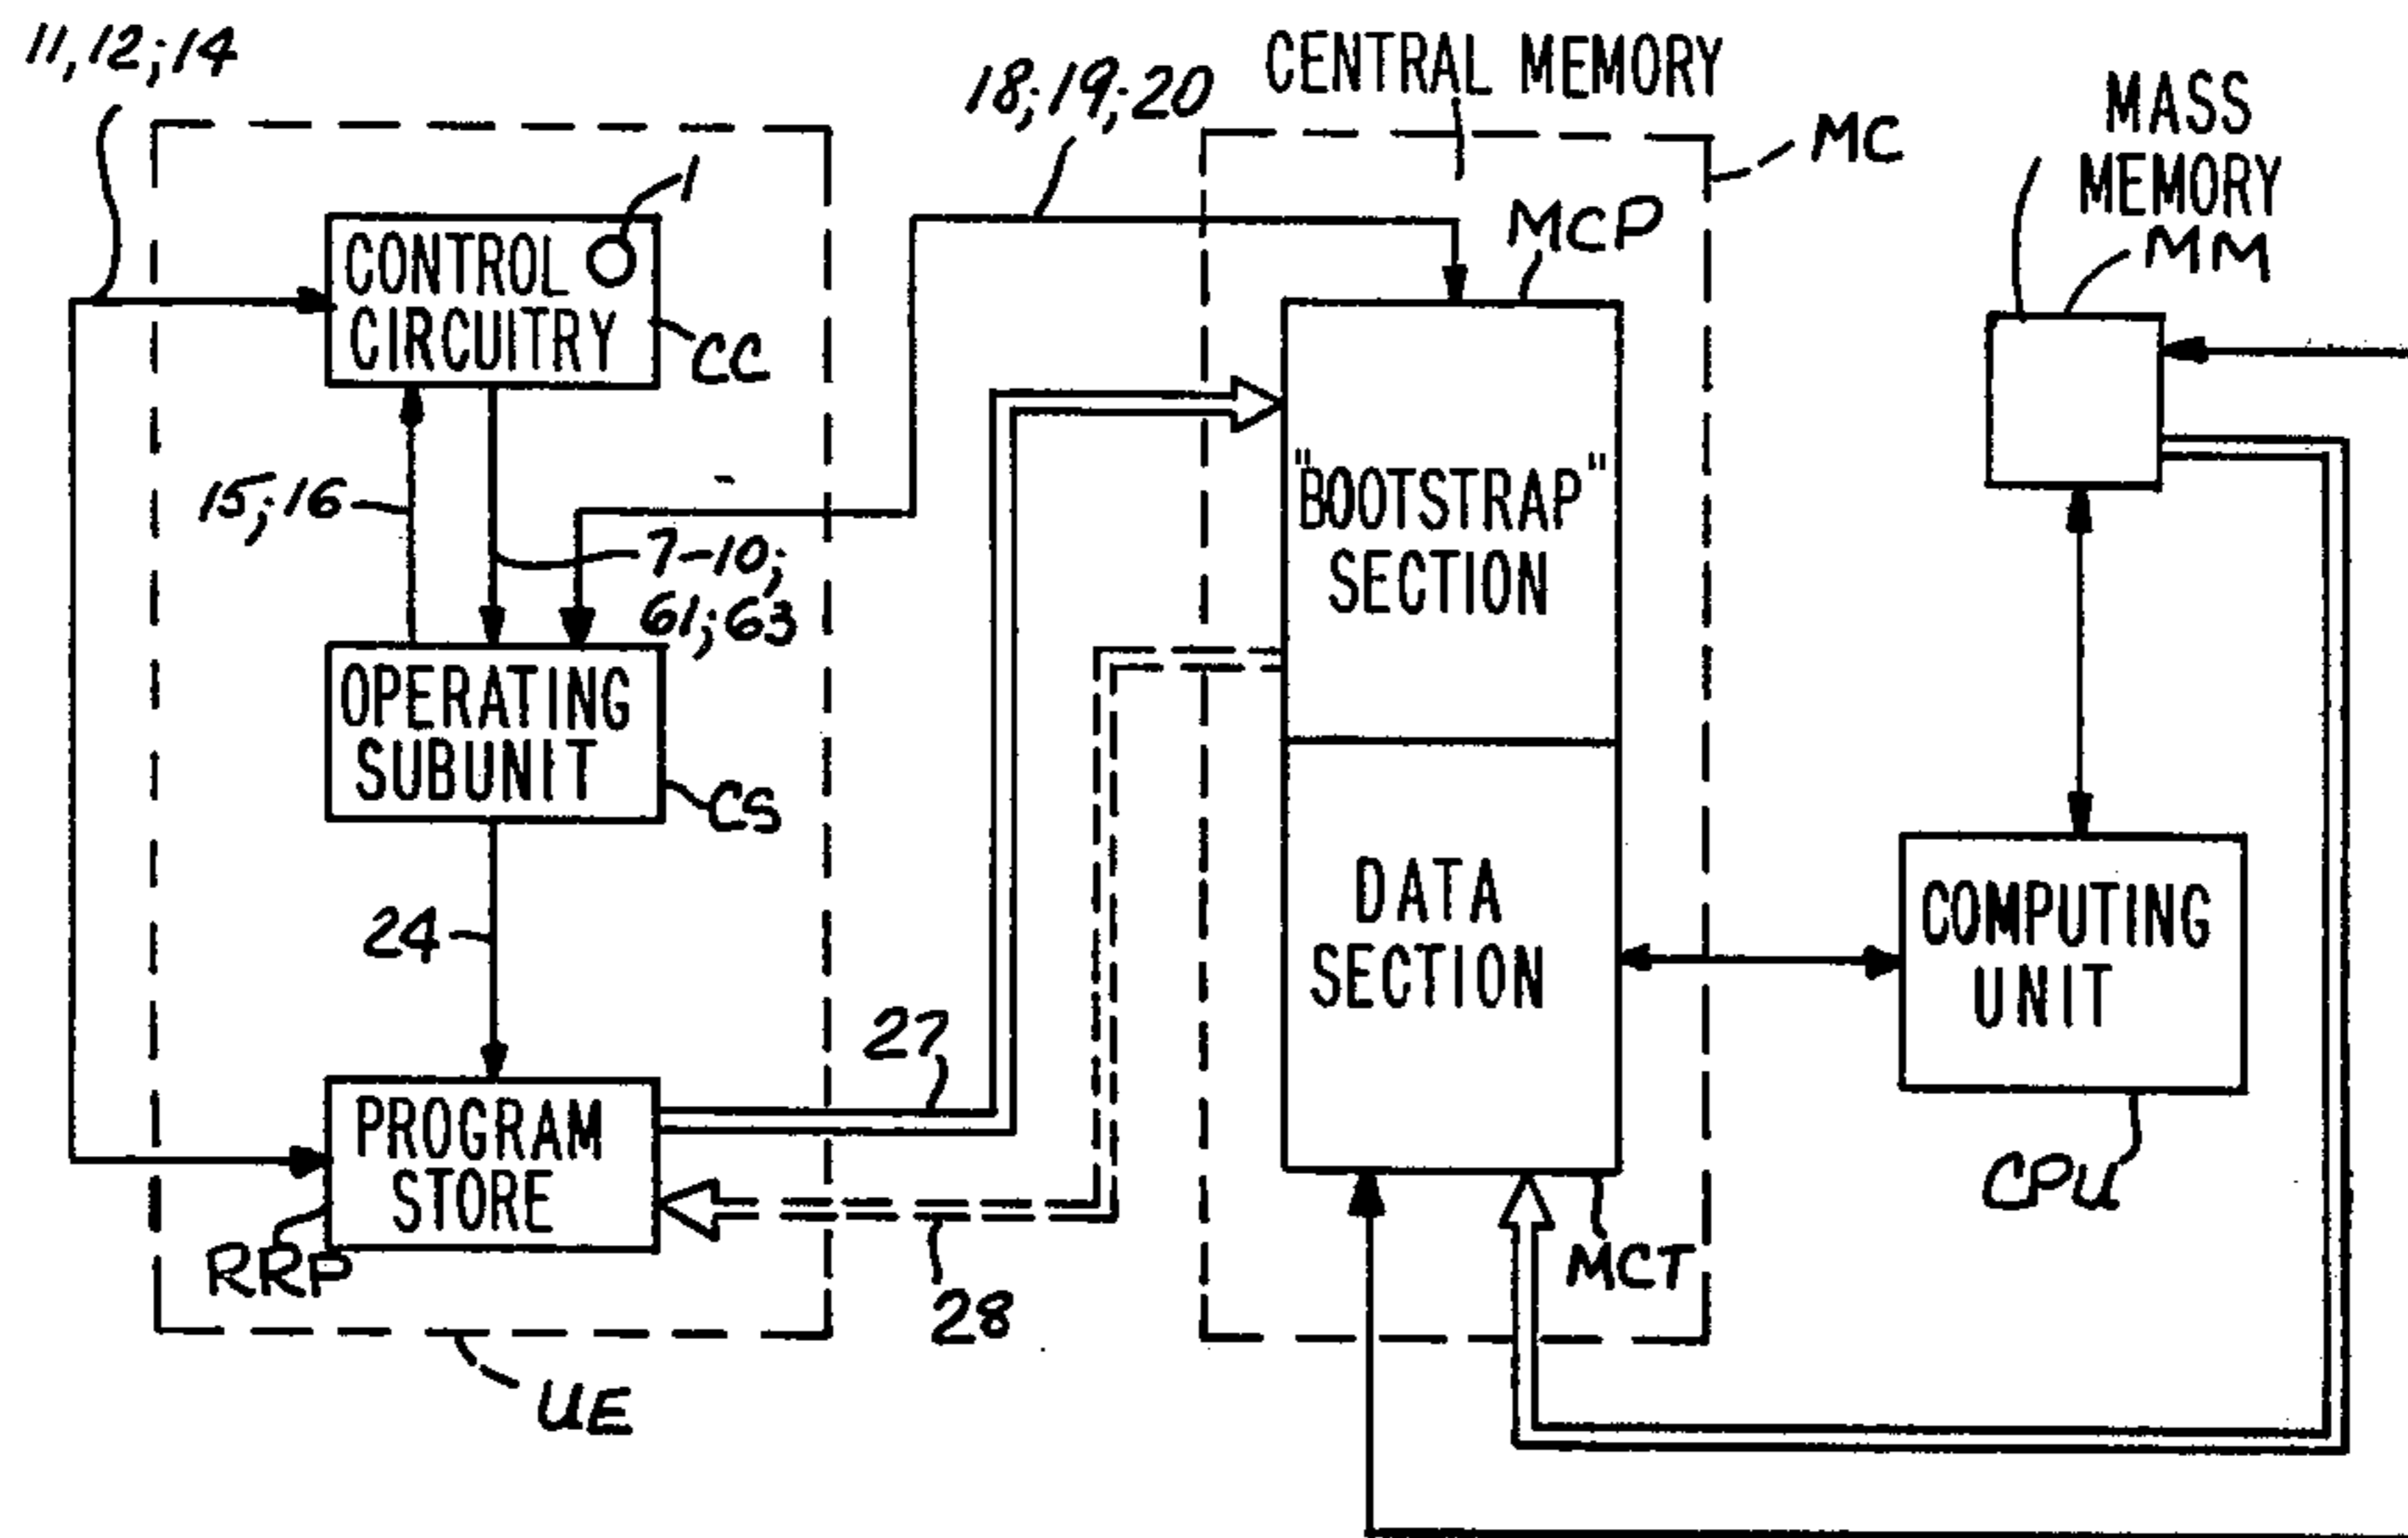 11,12;14
18;19;20
CENTRAL MEMORY
MC
MASS
MEMORY
MM
1
CONTROL
CIRCUITRY
CC
MCP
15;16
7-10;
61;63
"BOOTSTRAP"
SECTION
OPERATING
SUBUNIT
CS
24
DATA
SECTION
COMPUTING
UNIT
CPU
27
PROGRAM
STORE
RRP
28
MCT
UE